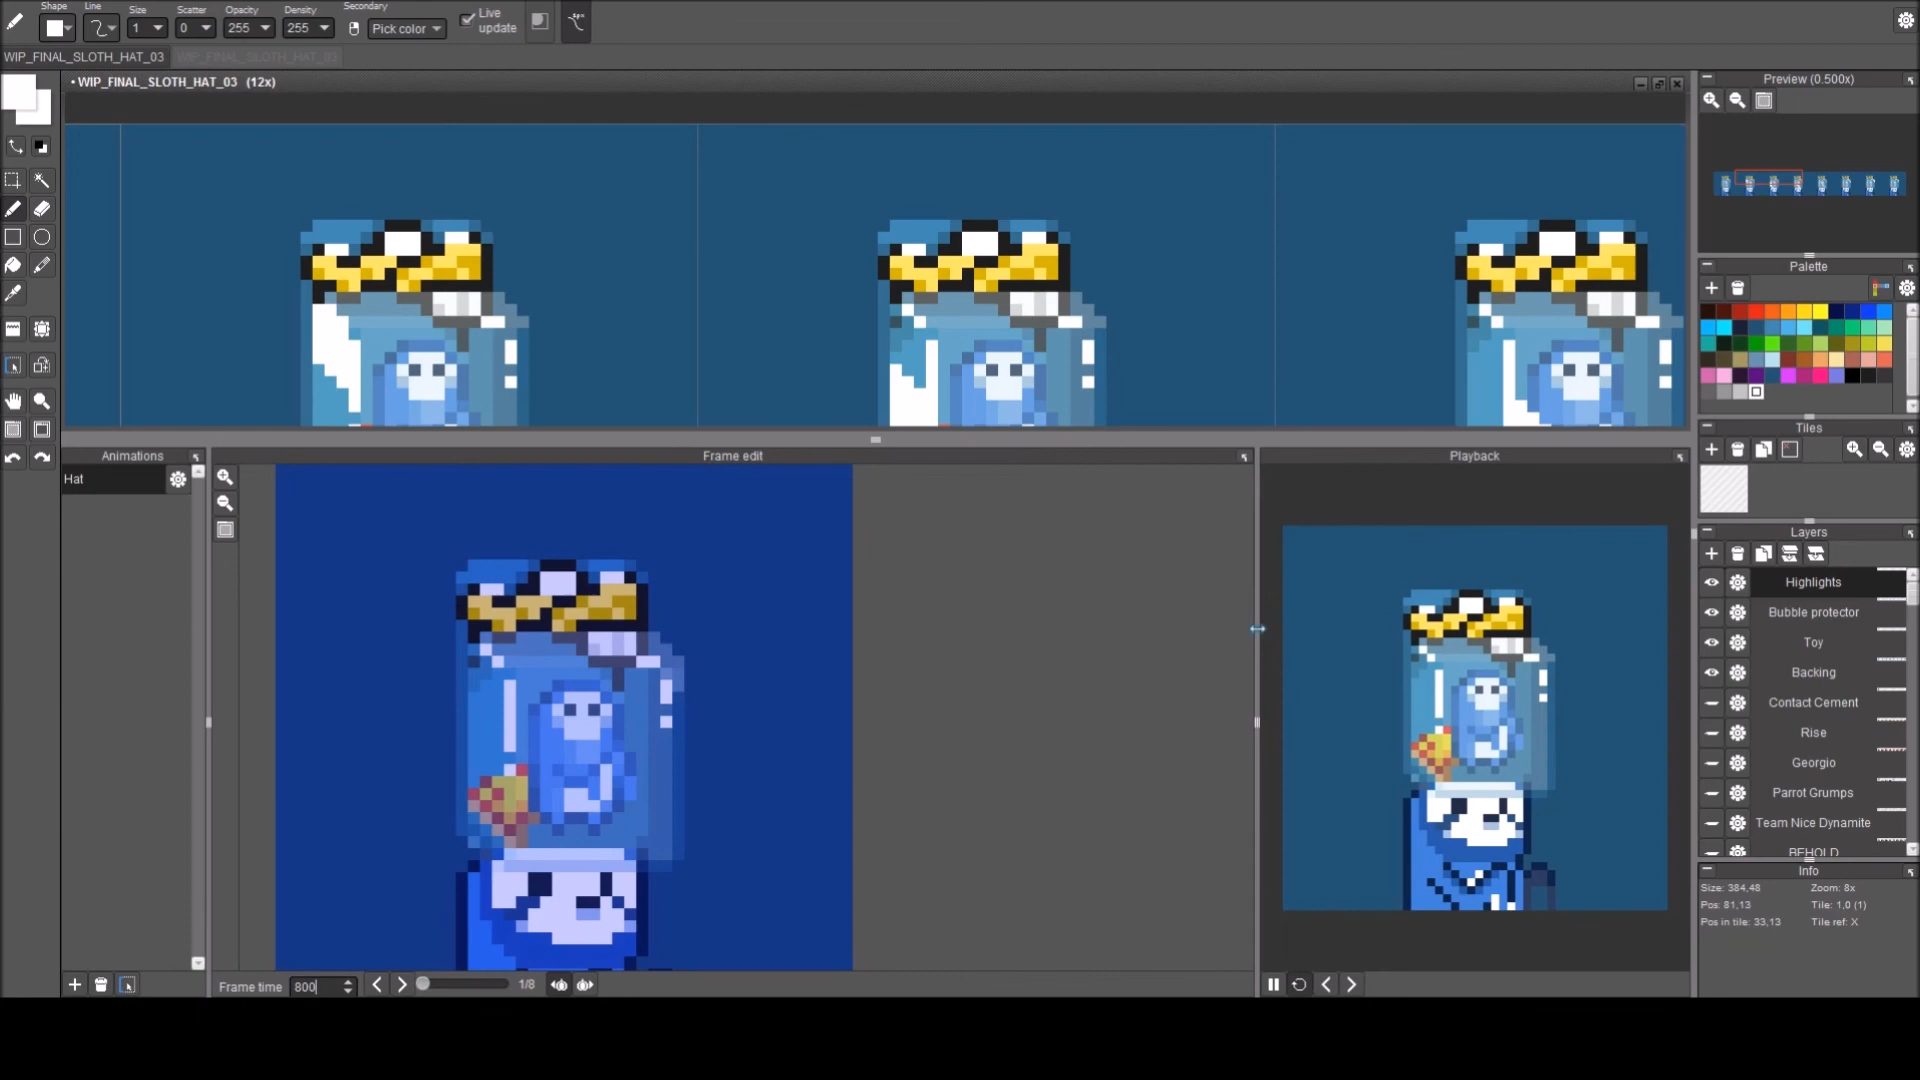 Shape Line Size Scatter Opacity Density Secondary
1 0 255 255 Pick color Live update
WIP_FINAL_SLOTH_HAT_03 WIP_FINAL_SLOTH_HAT_03
• WIP_FINAL_SLOTH_HAT_03 (12x)
Preview (0.500x)
Palette
Tiles
Animations
Hat
Frame edit
Playback
Layers
Highlights
Bubble protector
Toy
Backing
Contact Cement
Rise
Georgio
Parrot Grumps
Team Nice Dynamite
BEHOLD
Info
Size: 384,48 Zoom: 8x
Pos: 81,13 Tile: 1,0 (1)
Pos in tile: 33,13 Tile ref: X
Frame time 800 1/8